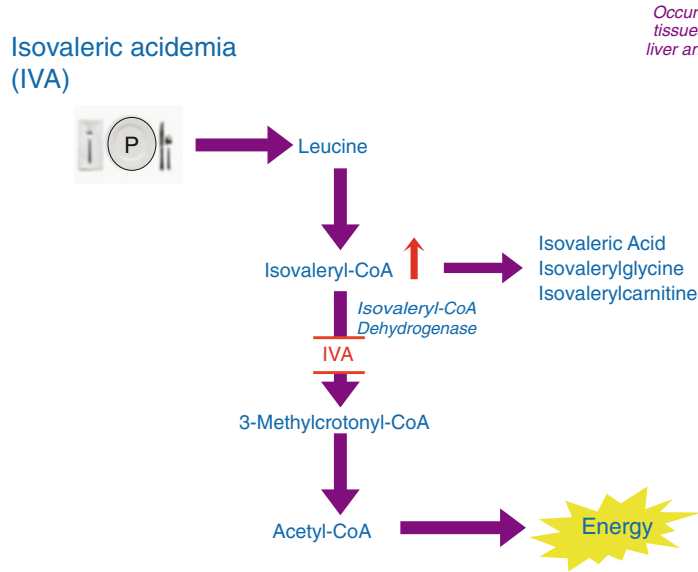 Isovaleric acidemia
(IVA)
Occur
tissue
liver ar
P
Leucine
Isovaleryl-CoA
Isovaleric Acid
Isovalerylglycine
Isovalerylcarnitine
Isovaleryl-CoA
Dehydrogenase
IVA
3-Methylcrotonyl-CoA
Acetyl-CoA
Energy